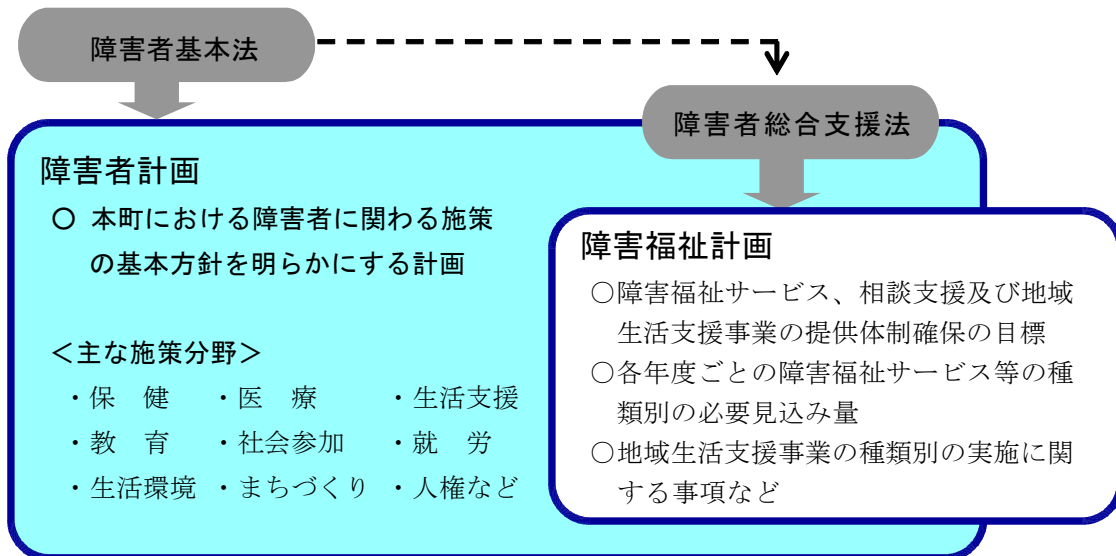 障害者基本法
障害者総合支援法
障害者計画
○ 本町における障害者に関わる施策
の基本方針を明らかにする計画
＜主な施策分野＞
・保　健　・医　療　・生活支援
・教　育　・社会参加　・就　労
・生活環境　・まちづくり　・人権など
障害福祉計画
○障害福祉サービス、相談支援及び地域
生活支援事業の提供体制確保の目標
○各年度ごとの障害福祉サービス等の種
類別の必要見込み量
○地域生活支援事業の種類別の実施に関
する事項など